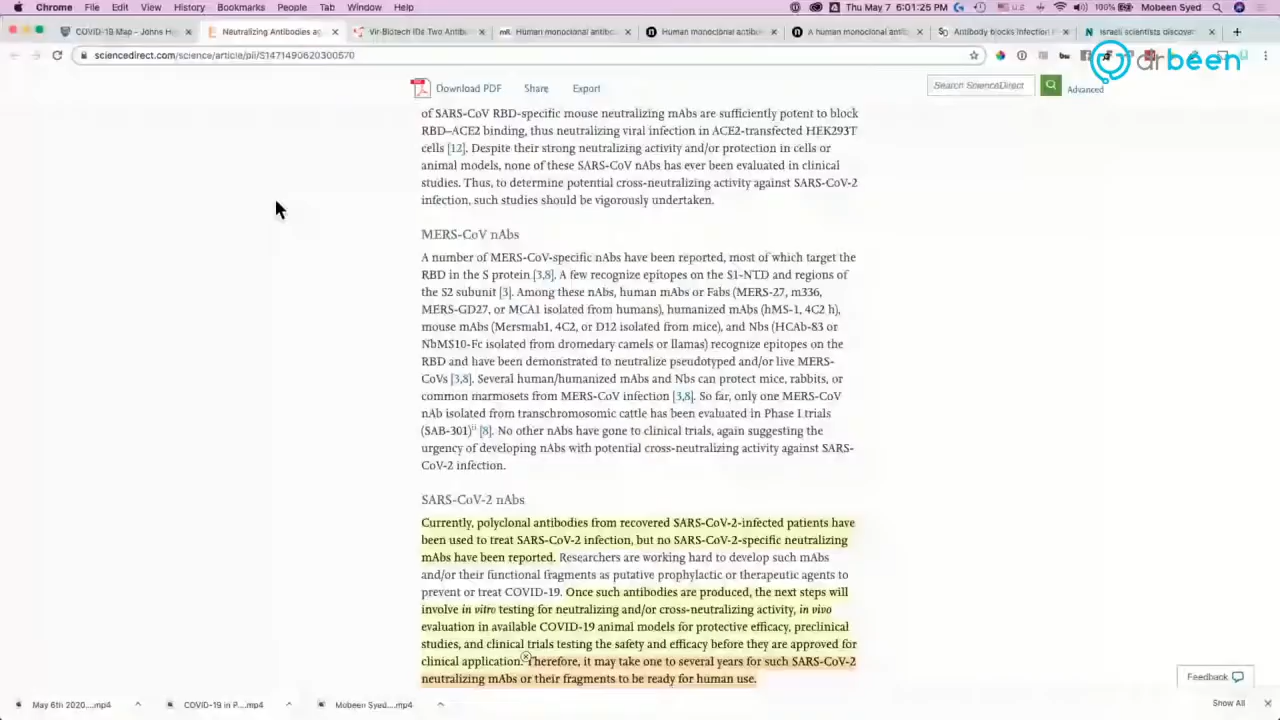 Chrome File Edit View History Bookmarks People Tab Window Help
100% Thu May 7 6:01:25 PM Mobeen Syed
COVID-19 Map - Johns H
Neutralizing Antibodies ag
Vir-Biotech IDs Two Antib
Human monoclonal antibo
Human monoclonal antibo
A human monoclonal antib
Antibody blocks infection
Israeli scientists discover
sciencedirect.com/science/article/pii/S1471490620300570
drbeen
Download PDF Share Export
Search ScienceDirect
Advanced
of SARS-CoV RBD-specific mouse neutralizing mAbs are sufficiently potent to block
RBD–ACE2 binding, thus neutralizing viral infection in ACE2-transfected HEK293T
cells [12]. Despite their strong neutralizing activity and/or protection in cells or
animal models, none of these SARS-CoV nAbs has ever been evaluated in clinical
studies. Thus, to determine potential cross-neutralizing activity against SARS-CoV-2
infection, such studies should be vigorously undertaken.
MERS-CoV nAbs
A number of MERS-CoV-specific nAbs have been reported, most of which target the
RBD in the S protein [3,8]. A few recognize epitopes on the S1-NTD and regions of
the S2 subunit [3]. Among these nAbs, human mAbs or Fabs (MERS-27, m336,
MERS-GD27, or MCA1 isolated from humans), humanized mAbs (hMS-1, 4C2 h),
mouse mAbs (Mersmab1, 4C2, or D12 isolated from mice), and Nbs (HCAb-83 or
NbMS10-Fc isolated from dromedary camels or llamas) recognize epitopes on the
RBD and have been demonstrated to neutralize pseudotyped and/or live MERS-
CoVs [3,8]. Several human/humanized mAbs and Nbs can protect mice, rabbits, or
common marmosets from MERS-CoV infection [3,8]. So far, only one MERS-CoV
nAb isolated from transchromosomic cattle has been evaluated in Phase I trials
(SAB-301)ii [8]. No other nAbs have gone to clinical trials, again suggesting the
urgency of developing nAbs with potential cross-neutralizing activity against SARS-
CoV-2 infection.
SARS-CoV-2 nAbs
Currently, polyclonal antibodies from recovered SARS-CoV-2-infected patients have
been used to treat SARS-CoV-2 infection, but no SARS-CoV-2-specific neutralizing
mAbs have been reported. Researchers are working hard to develop such mAbs
and/or their functional fragments as putative prophylactic or therapeutic agents to
prevent or treat COVID-19. Once such antibodies are produced, the next steps will
involve in vitro testing for neutralizing and/or cross-neutralizing activity, in vivo
evaluation in available COVID-19 animal models for protective efficacy, preclinical
studies, and clinical trials testing the safety and efficacy before they are approved for
clinical application. Therefore, it may take one to several years for such SARS-CoV-2
neutralizing mAbs or their fragments to be ready for human use.
Feedback
May 6th 2020....mp4
COVID-19 in P....mp4
Mobeen Syed....mp4
Show All